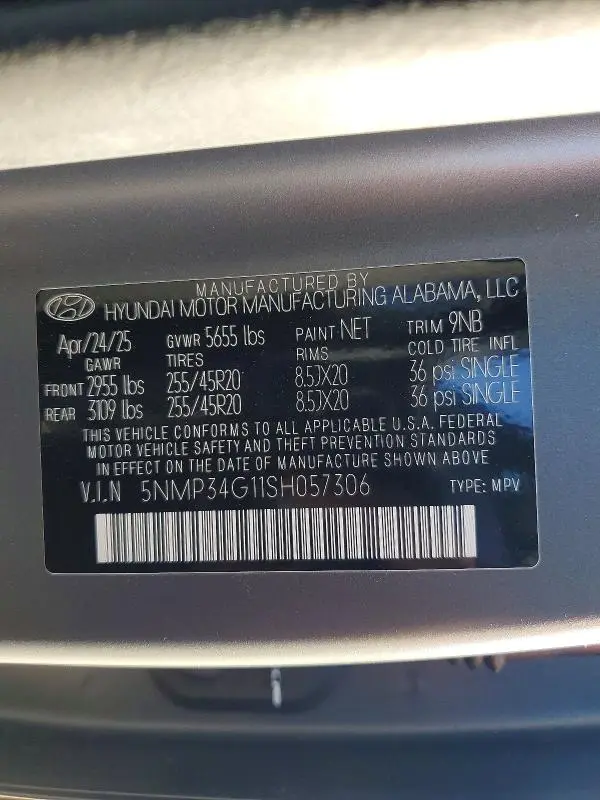 MANUFACTURED BY
HYUNDAI MOTOR MANUFACTURING ALABAMA, LLC
Apr/24/25 GVWR 5655 lbs PAINT NET TRIM 9NB
GAWR TIRES RIMS COLD TIRE INFL
FRONT 2955 lbs 255/45R20 8.5JX20 36 psi SINGLE
REAR 3109 lbs 255/45R20 8.5JX20 36 psi SINGLE
THIS VEHICLE CONFORMS TO ALL APPLICABLE U.S.A. FEDERAL
MOTOR VEHICLE SAFETY AND THEFT PREVENTION STANDARDS
IN EFFECT ON THE DATE OF MANUFACTURE SHOWN ABOVE
V.I.N 5NMP34G11SH057306 TYPE: MPV